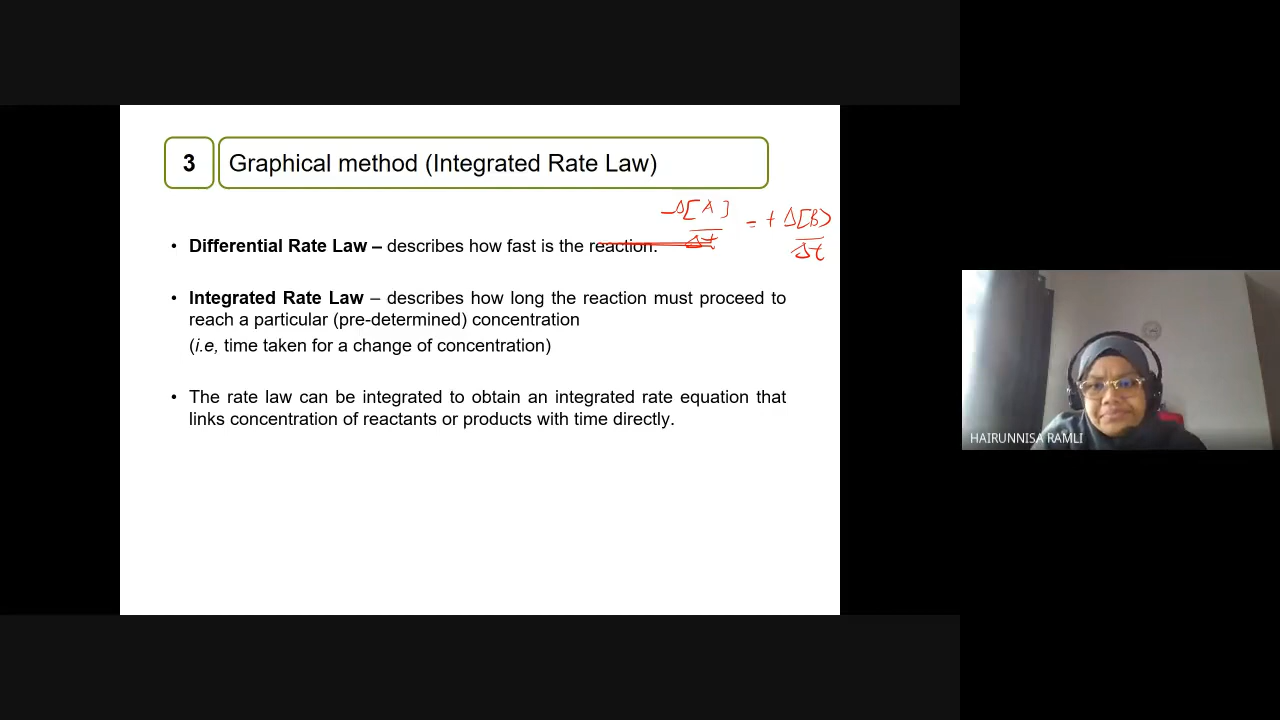 3 Graphical method (Integrated Rate Law)
-Δ[A] / Δt = + Δ[B] / Δt
• Differential Rate Law – describes how fast is the reaction.
• Integrated Rate Law – describes how long the reaction must proceed to
reach a particular (pre-determined) concentration
(i.e, time taken for a change of concentration)
• The rate law can be integrated to obtain an integrated rate equation that
links concentration of reactants or products with time directly.
HAIRUNNISA RAMLI